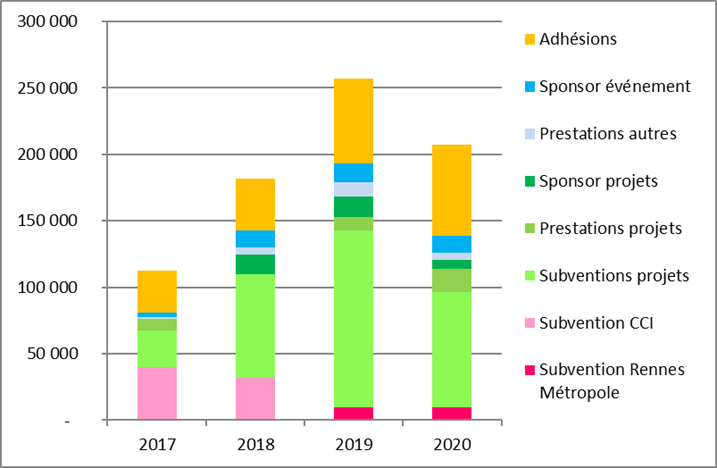 300 000
250 000
200 000
150 000
100 000
50 000
-
2017 2018 2019 2020
Adhésions
Sponsor événement
Prestations autres
Sponsor projets
Prestations projets
Subventions projets
Subvention CCI
Subvention Rennes
Métropole